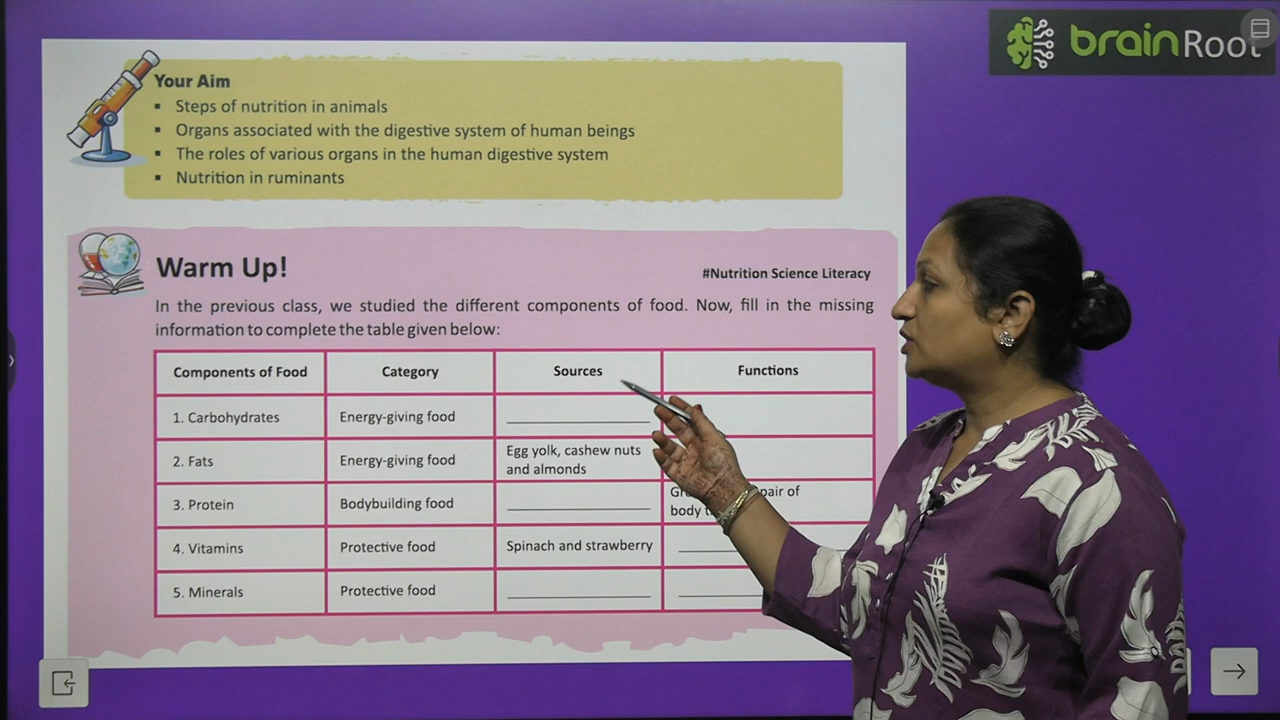 brainRoot
Your Aim
▪ Steps of nutrition in animals
▪ Organs associated with the digestive system of human beings
▪ The roles of various organs in the human digestive system
▪ Nutrition in ruminants
Warm Up!
#Nutrition Science Literacy
In the previous class, we studied the different components of food. Now, fill in the missing
information to complete the table given below:
Components of Food Category Sources Functions
1. Carbohydrates Energy-giving food
2. Fats Energy-giving food Egg yolk, cashew nuts
and almonds
3. Protein Bodybuilding food of
body
4. Vitamins Protective food Spinach and strawberry
5. Minerals Protective food